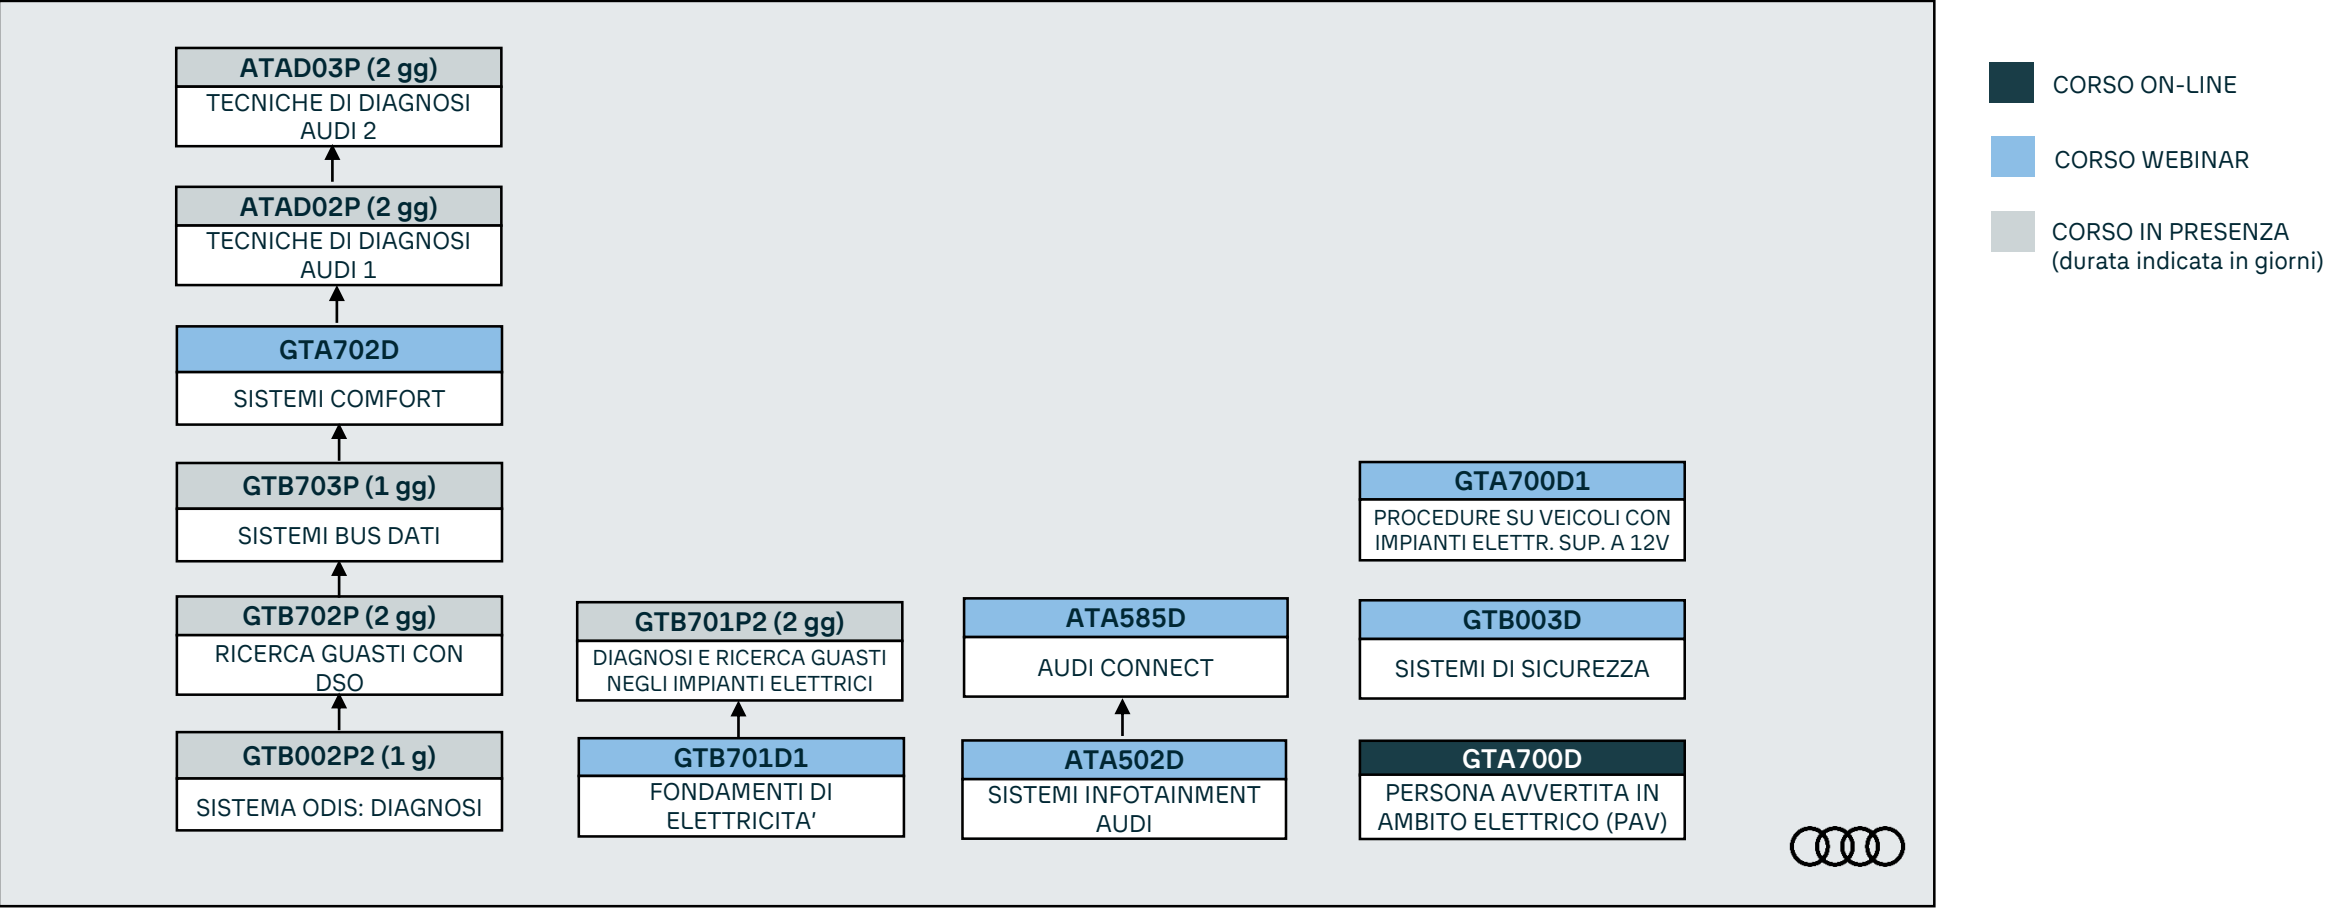 ATAD03P (2 gg)
TECNICHE DI DIAGNOSI
AUDI 2
ATAD02P (2 gg)
TECNICHE DI DIAGNOSI
AUDI 1
GTA702D
SISTEMI COMFORT
GTB703P (1 gg)
SISTEMI BUS DATI
GTB702P (2 gg)
RICERCA GUASTI CON
DSO
GTB002P2 (1 g)
SISTEMA ODIS: DIAGNOSI
GTB701P2 (2 gg)
DIAGNOSI E RICERCA GUASTI
NEGLI IMPIANTI ELETTRICI
GTB701D1
FONDAMENTI DI
ELETTRICITA’
ATA585D
AUDI CONNECT
ATA502D
SISTEMI INFOTAINMENT
AUDI
GTA700D1
PROCEDURE SU VEICOLI CON
IMPIANTI ELETTR. SUP. A 12V
GTB003D
SISTEMI DI SICUREZZA
GTA700D
PERSONA AVVERTITA IN
AMBITO ELETTRICO (PAV)
CORSO ON-LINE
CORSO WEBINAR
CORSO IN PRESENZA
(durata indicata in giorni)